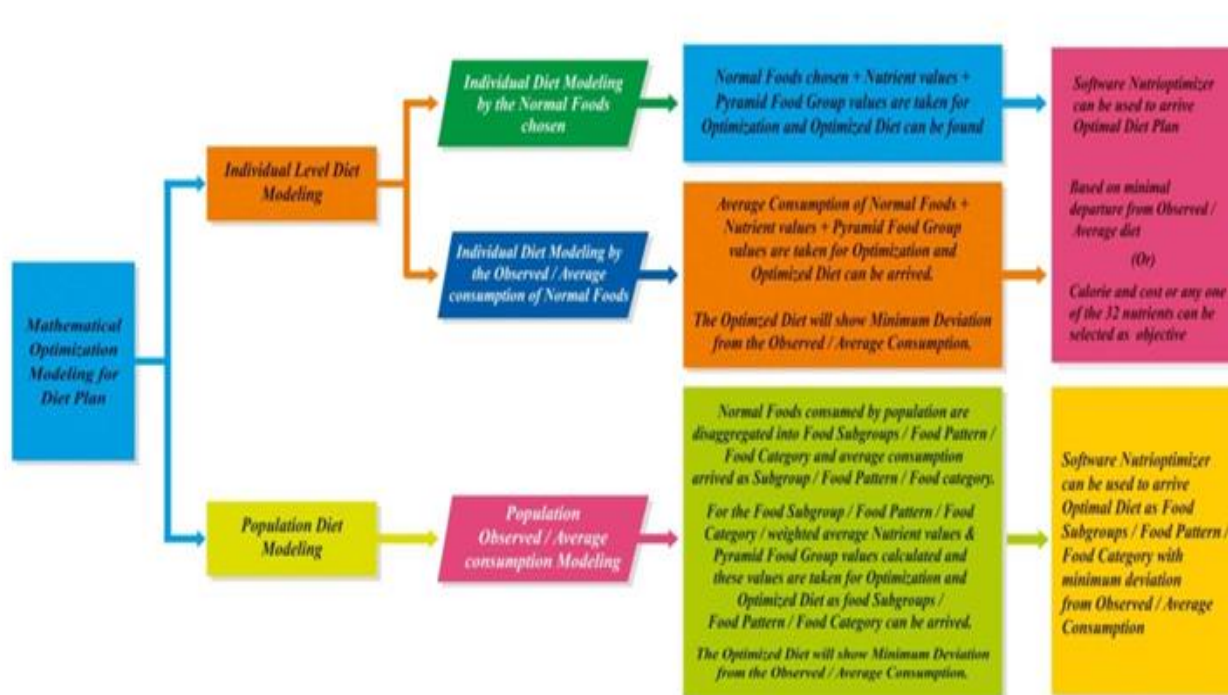 Mathematical
Optimization
Modeling for
Diet Plan
Individual Level Diet
Modeling
Individual Diet Modeling
by the Normal Foods
chosen
Normal Foods chosen + Nutrient values +
Pyramid Food Group values are taken for
Optimization and Optimized Diet can be found
Individual Diet Modeling by
the Observed / Average
consumption of Normal Foods
Average Consumption of Normal Foods +
Nutrient values + Pyramid Food Group
values are taken for Optimization and
Optimized Diet can be arrived.
The Optimzed Diet will show Minimum Deviation
from the Observed / Average Consumption.
Software Nutrioptimizer
can be used to arrive
Optimal Diet Plan
Based on minimal
departure from Observed /
Average diet
(Or)
Calorie and cost or any one
of the 32 nutrients can be
selected as objective
Population Diet
Modeling
Population
Observed / Average
consumption Modeling
Normal Foods consumed by population are
disaggregated into Food Subgroups / Food Pattern /
Food Category and average consumption
arrived as Subgroup / Food Pattern / Food category.
For the Food Subgroup / Food Pattern / Food
Category / weighted average Nutrient values &
Pyramid Food Group values calculated and
these values are taken for Optimization and
Optimized Diet as food Subgroups /
Food Pattern / Food Category can be arrived.
The Optimized Diet will show Minimum Deviation
from the Observed / Average Consumption.
Software Nutrioptimizer
can be used to arrive
Optimal Diet as Food
Subgroups / Food Pattern /
Food Category with
minimum deviation
from Observed / Average
Consumption